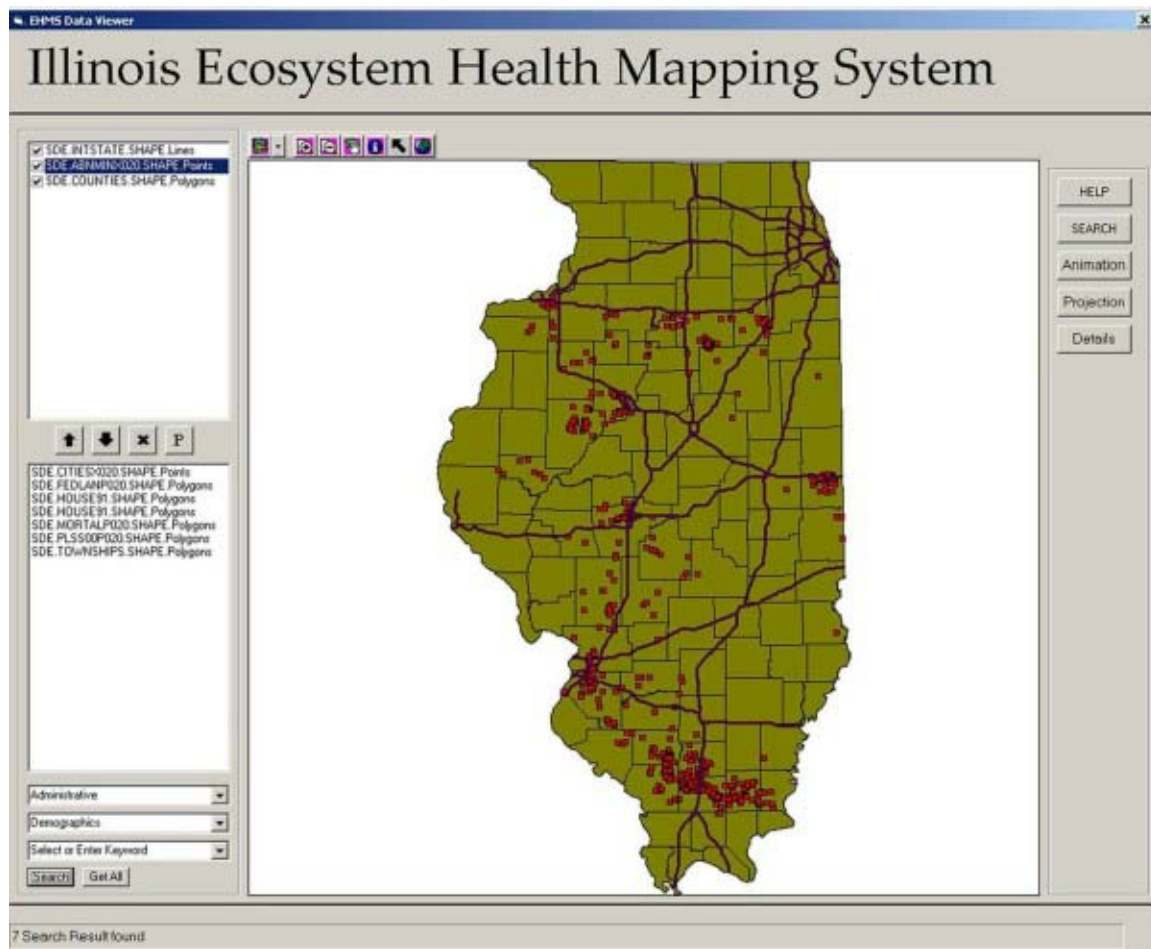 EHMS Data Viewer
Illinois Ecosystem Health Mapping System
SDE.INTSTATE.SHAPE.Lines
SDE.ABNMINX020.SHAPE.Points
SDE.COUNTIES.SHAPE.Polygons
HELP
SEARCH
Animation
Projection
Details
P
SDE.CITIESX020.SHAPE.Points
SDE.FEDLANP020.SHAPE.Polygons
SDE.HOUSE91.SHAPE.Polygons
SDE.HOUSE91.SHAPE.Polygons
SDE.MORTALP020.SHAPE.Polygons
SDE.PLSS00P020.SHAPE.Polygons
SDE.TOWNSHIPS.SHAPE.Polygons
Administrative
Demographics
Select or Enter Keyword
Search Get All
7 Search Result found